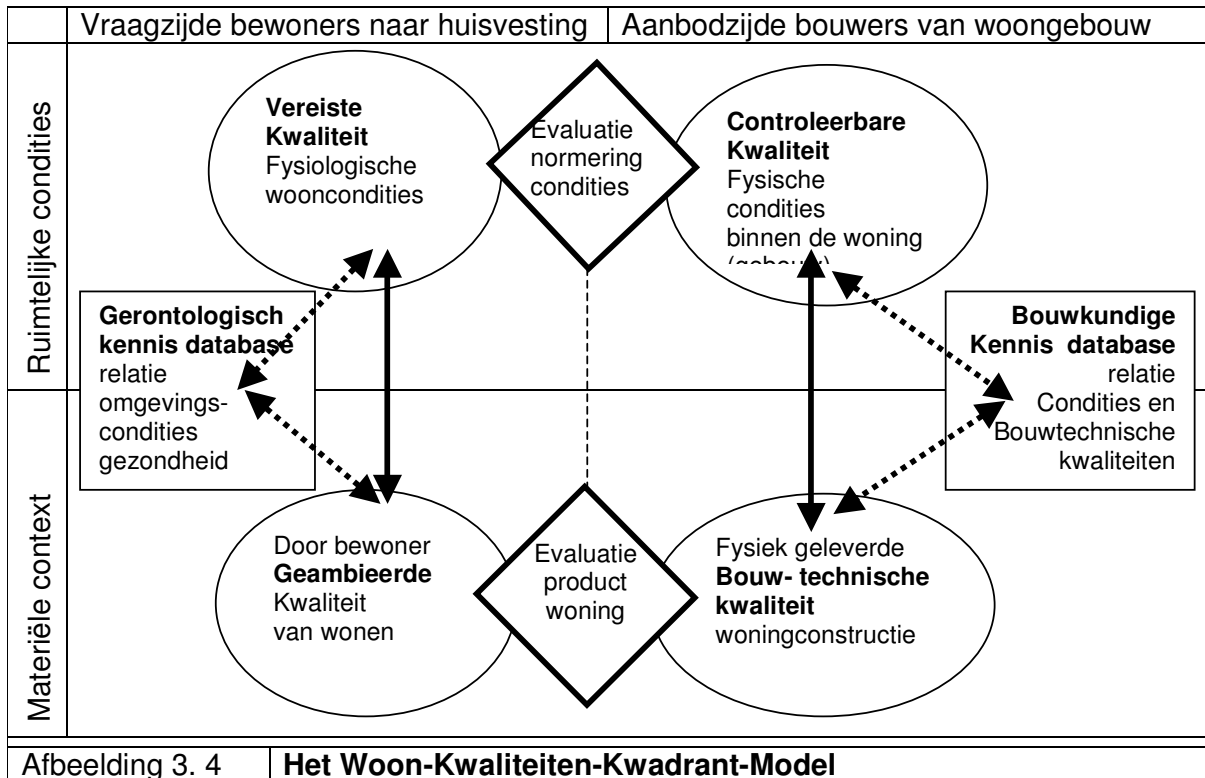 Vraagzijde bewoners naar huisvesting
Aanbodzijde bouwers van woongebouw
Ruimtelijke condities
Vereiste
Kwaliteit
Fysiologische
wooncondities
Evaluatie
normering
condities
Controleerbare
Kwaliteit
Fysische
condities
binnen de woning
(gebouw)
Gerontologisch
kennis database
relatie
omgevings-
condities
gezondheid
Bouwkundige
Kennis database
relatie
Condities en
Bouwtechnische
kwaliteiten
Materiële context
Door bewoner
Geambieerde
Kwaliteit
van wonen
Evaluatie
product
woning
Fysiek geleverde
Bouw- technische
kwaliteit
woningconstructie
Afbeelding 3. 4
Het Woon-Kwaliteiten-Kwadrant-Model